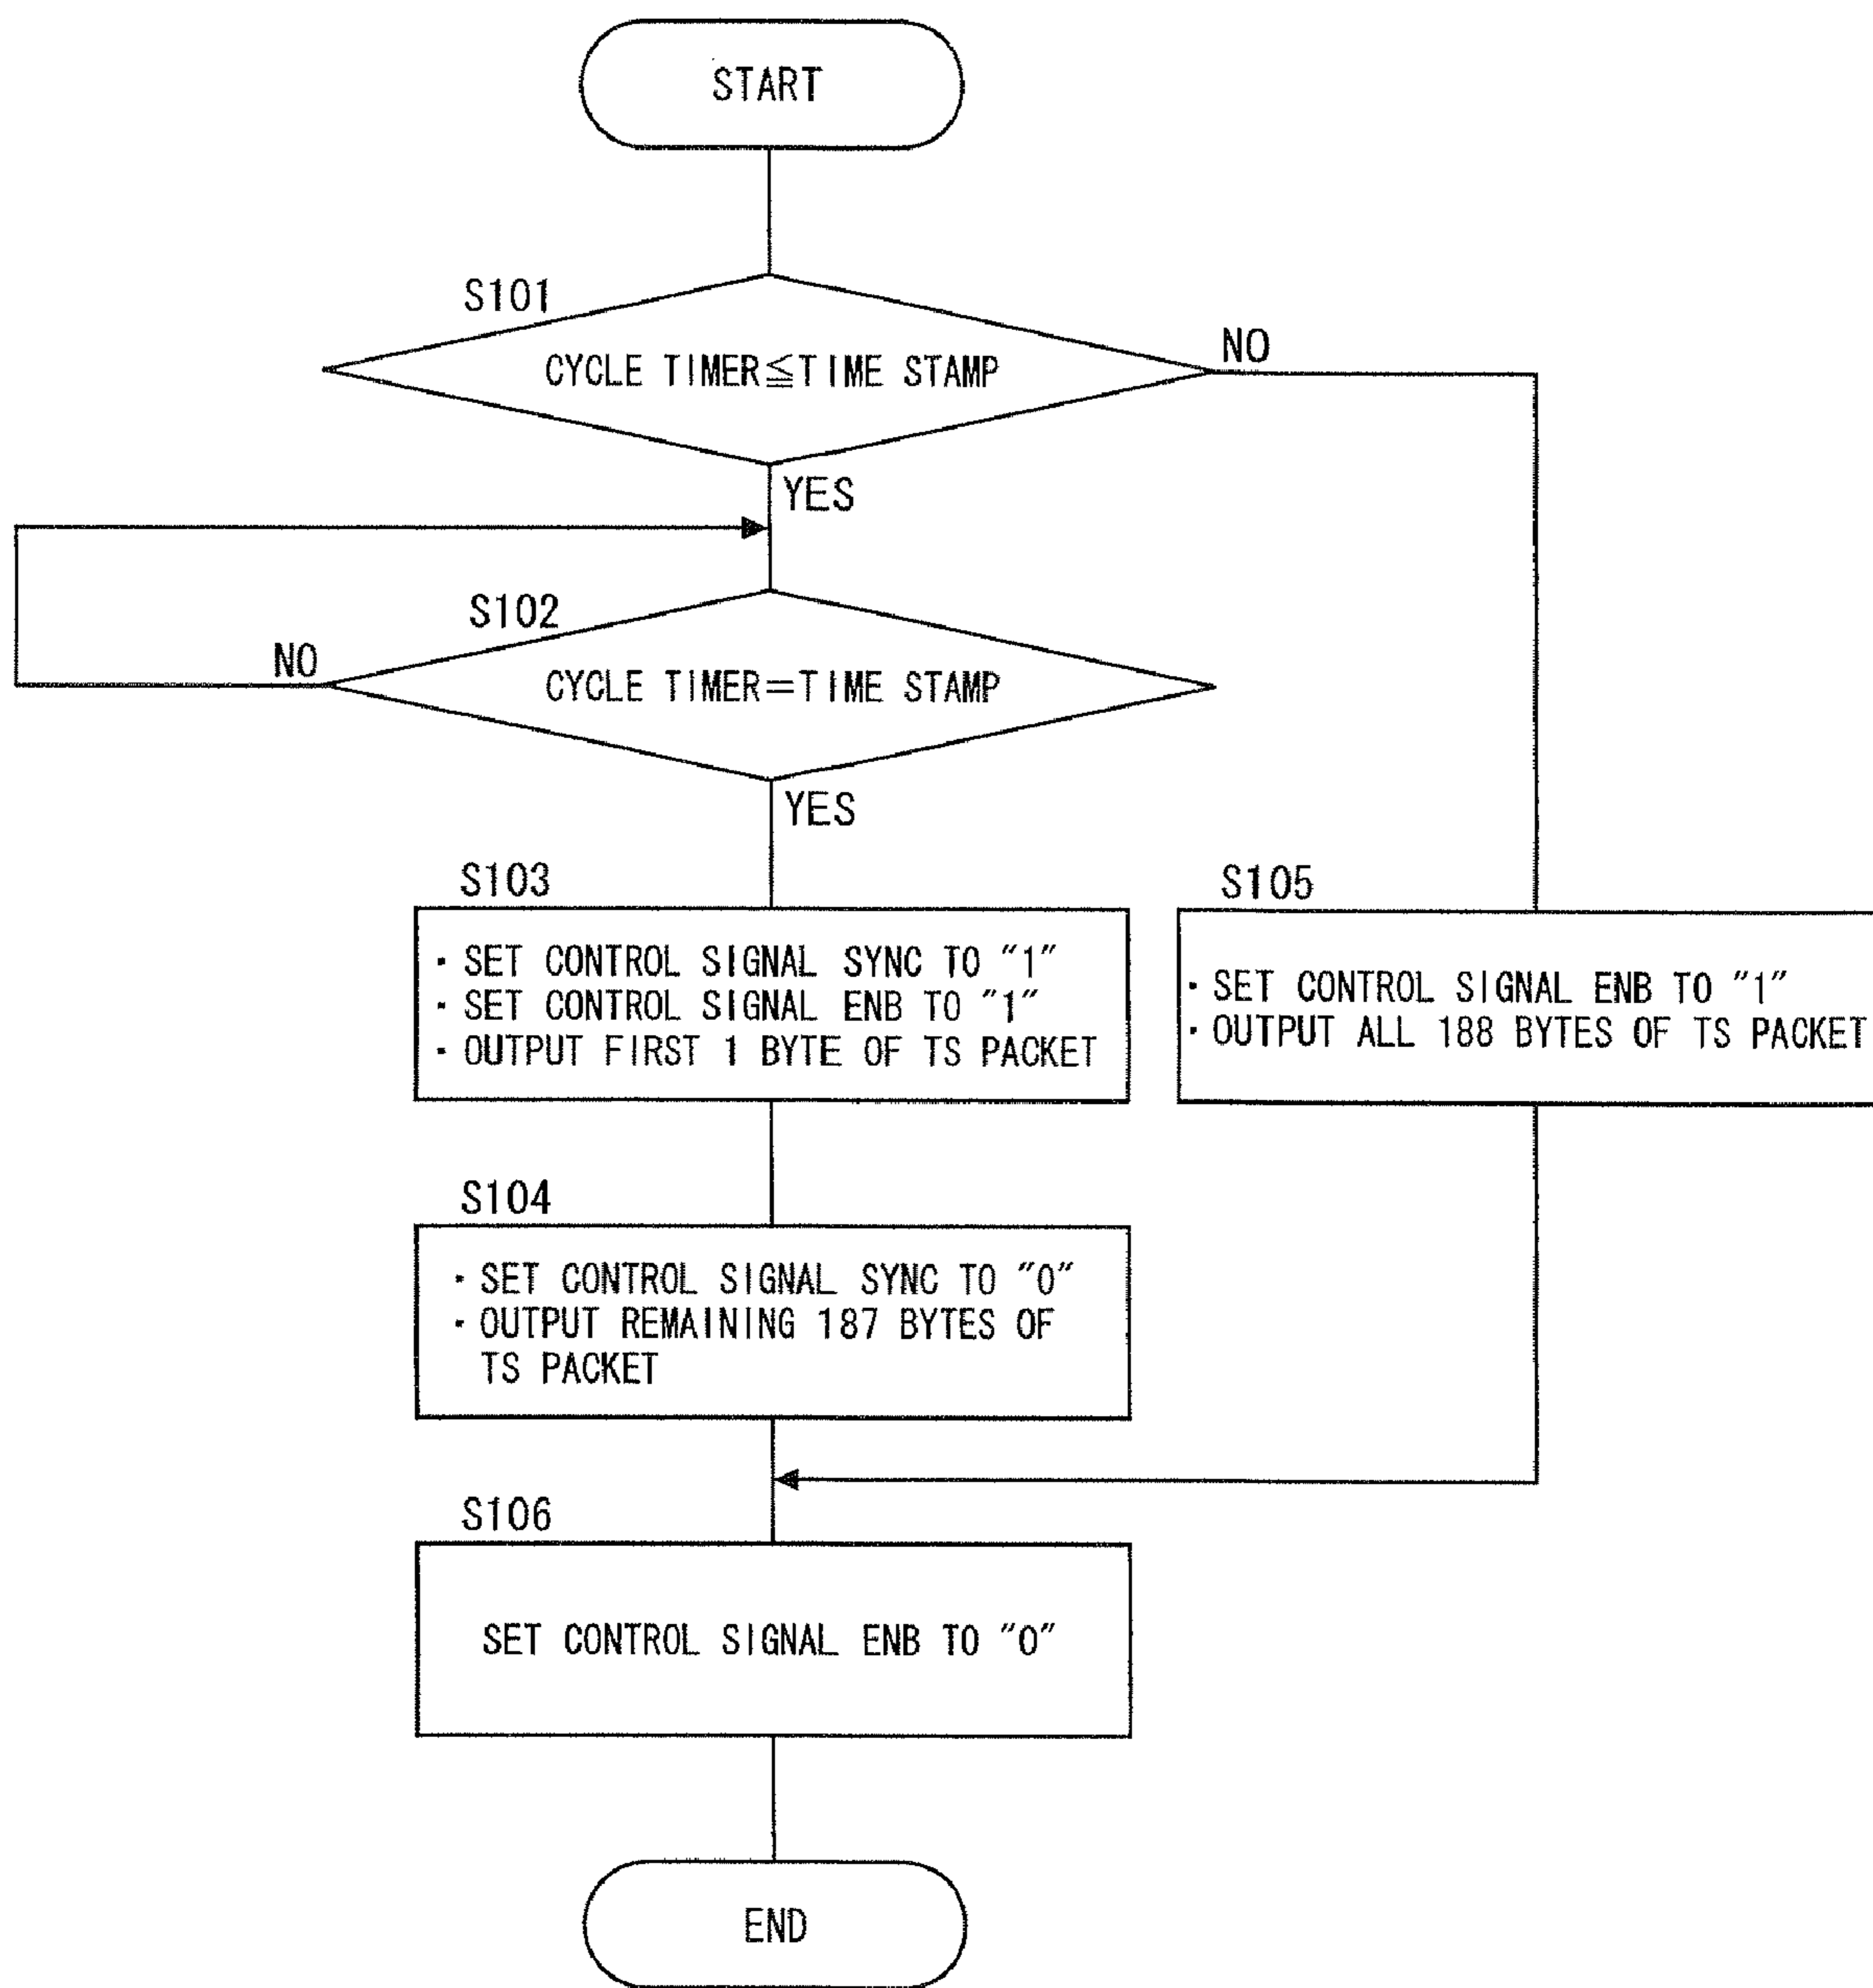 START
S101
CYCLE TIMER≦TIME STAMP
NO
YES
S102
NO
CYCLE TIMER=TIME STAMP
YES
S103
· SET CONTROL SIGNAL SYNC TO "1"
· SET CONTROL SIGNAL ENB TO "1"
· OUTPUT FIRST 1 BYTE OF TS PACKET
S105
· SET CONTROL SIGNAL ENB TO "1"
· OUTPUT ALL 188 BYTES OF TS PACKET
S104
· SET CONTROL SIGNAL SYNC TO "0"
· OUTPUT REMAINING 187 BYTES OF
TS PACKET
S106
SET CONTROL SIGNAL ENB TO "0"
END